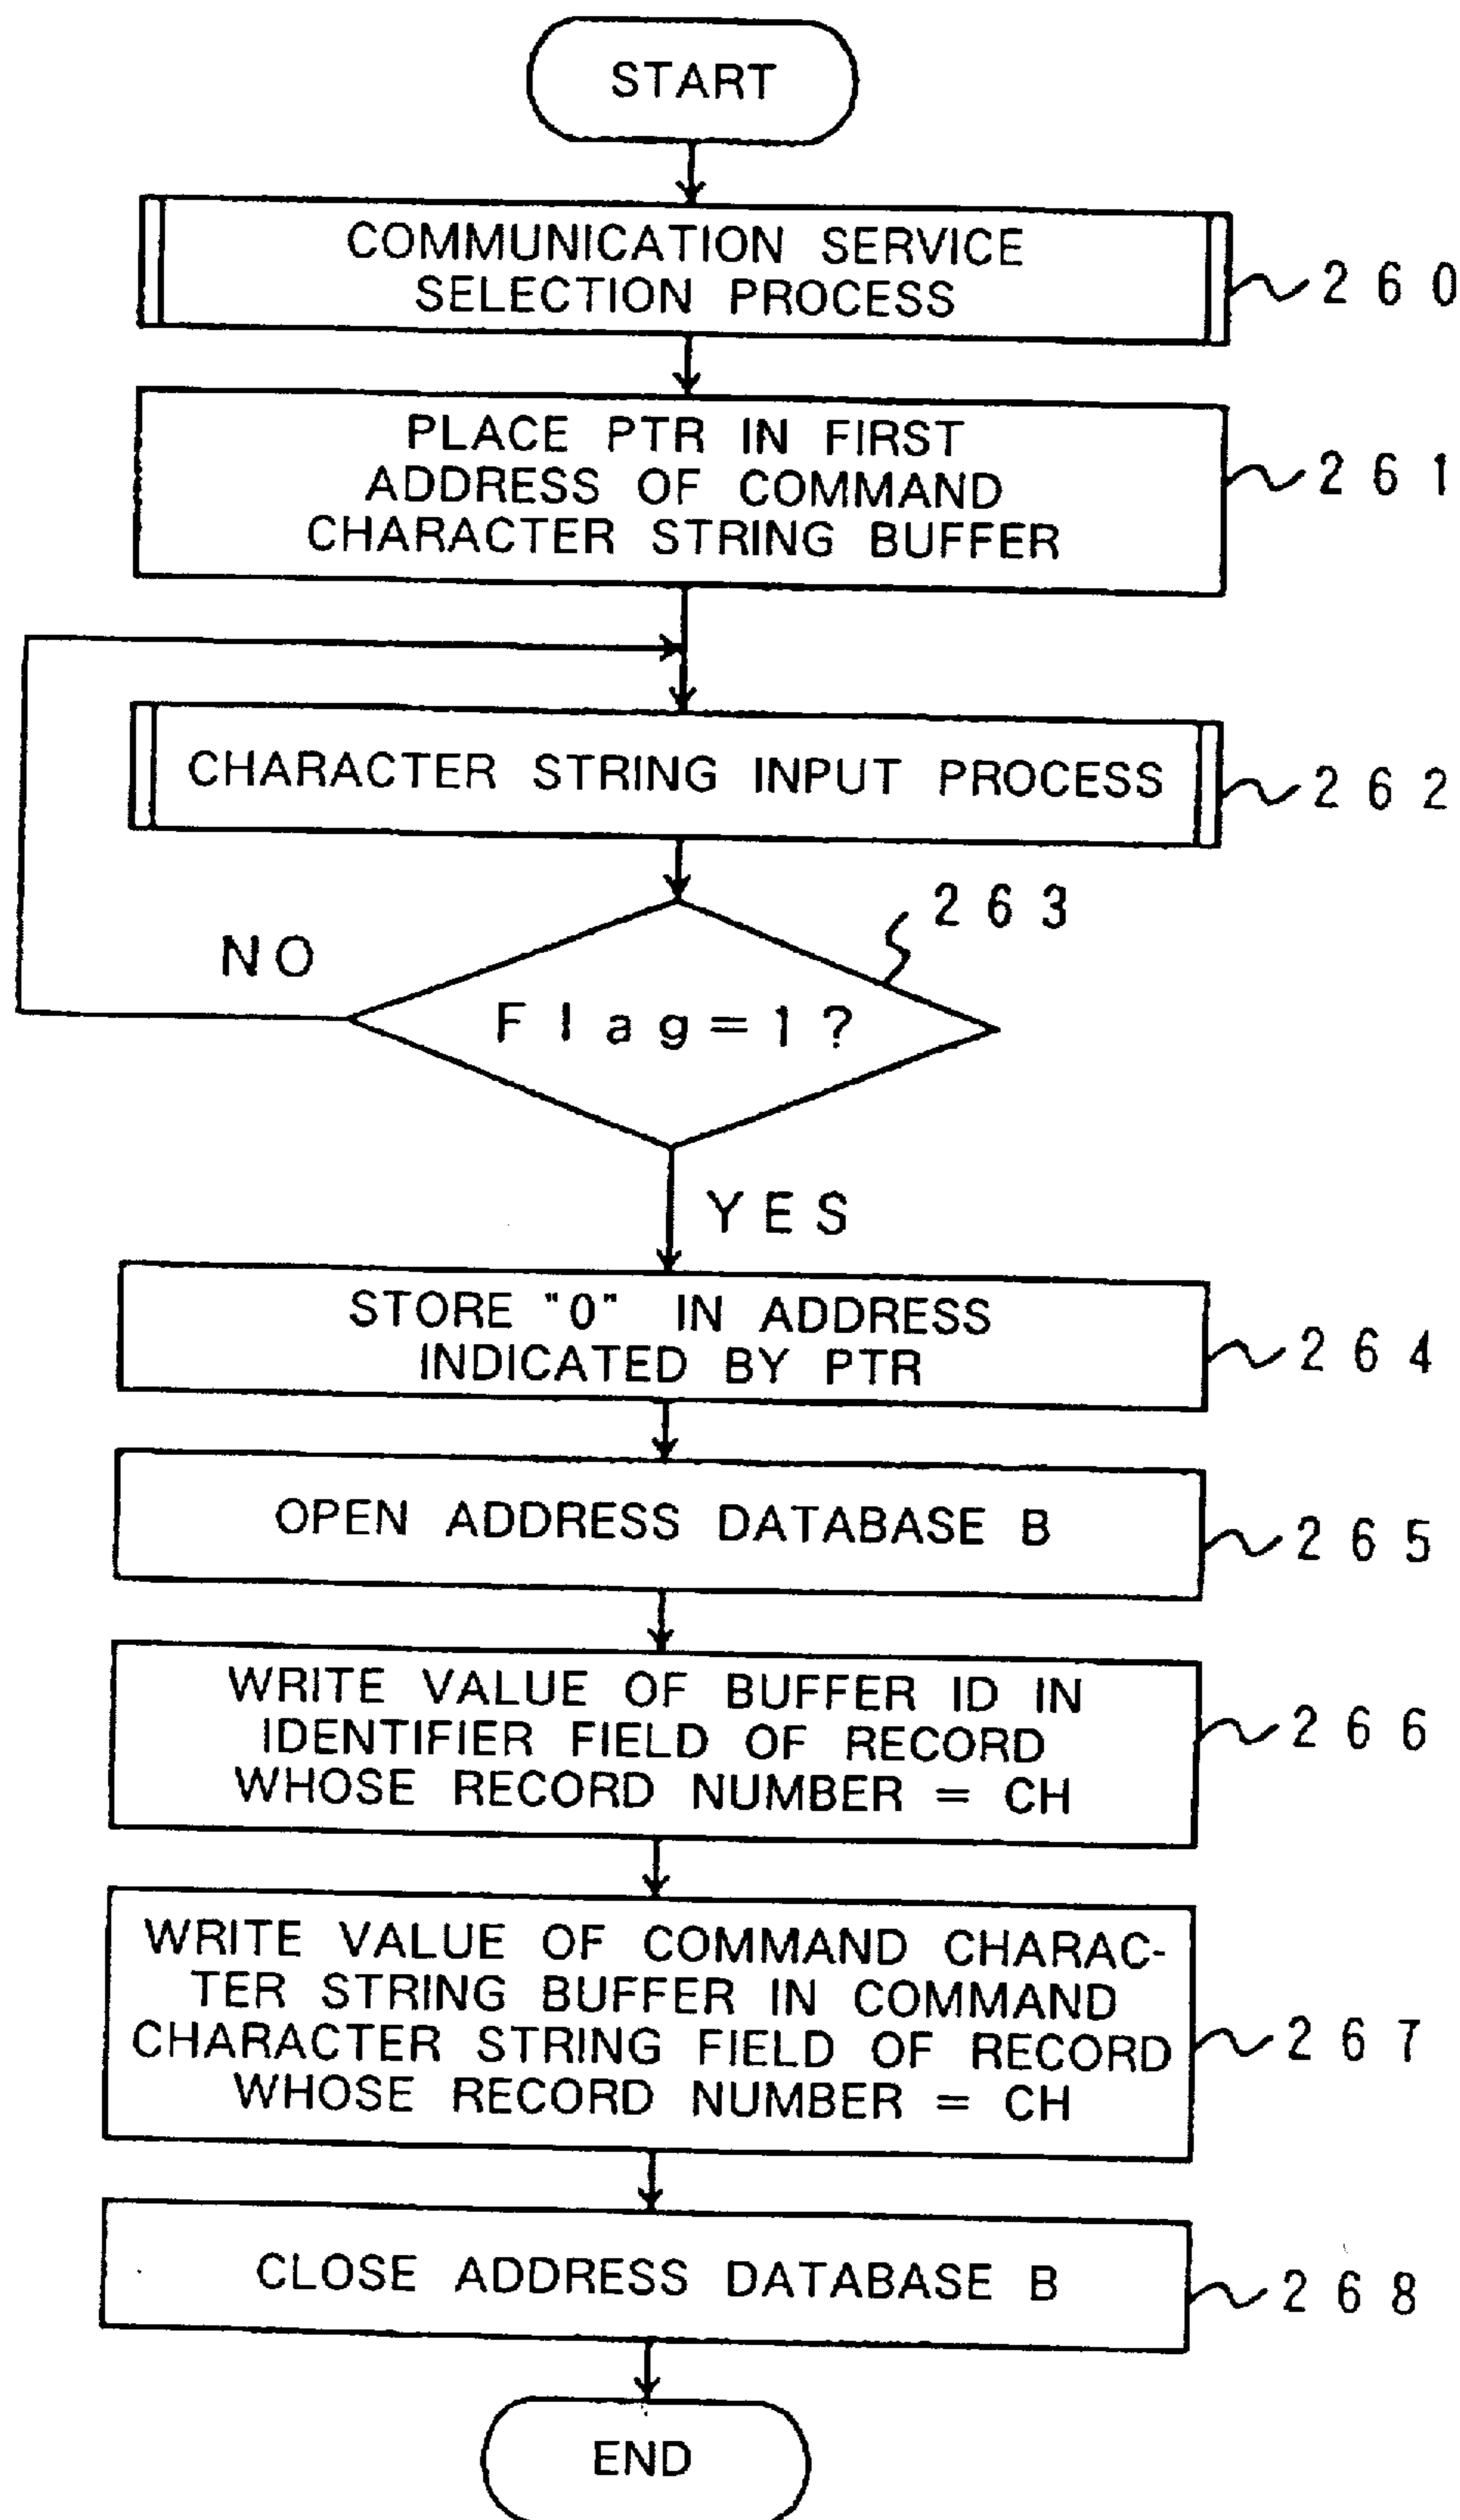 START
COMMUNICATION SERVICE
SELECTION PROCESS
260
PLACE PTR IN FIRST
ADDRESS OF COMMAND
CHARACTER STRING BUFFER
261
CHARACTER STRING INPUT PROCESS
262
263
NO
Flag=1?
YES
STORE "0" IN ADDRESS
INDICATED BY PTR
264
OPEN ADDRESS DATABASE B
265
WRITE VALUE OF BUFFER ID IN
IDENTIFIER FIELD OF RECORD
WHOSE RECORD NUMBER = CH
266
WRITE VALUE OF COMMAND CHARAC-
TER STRING BUFFER IN COMMAND
CHARACTER STRING FIELD OF RECORD
WHOSE RECORD NUMBER = CH
267
CLOSE ADDRESS DATABASE B
268
END